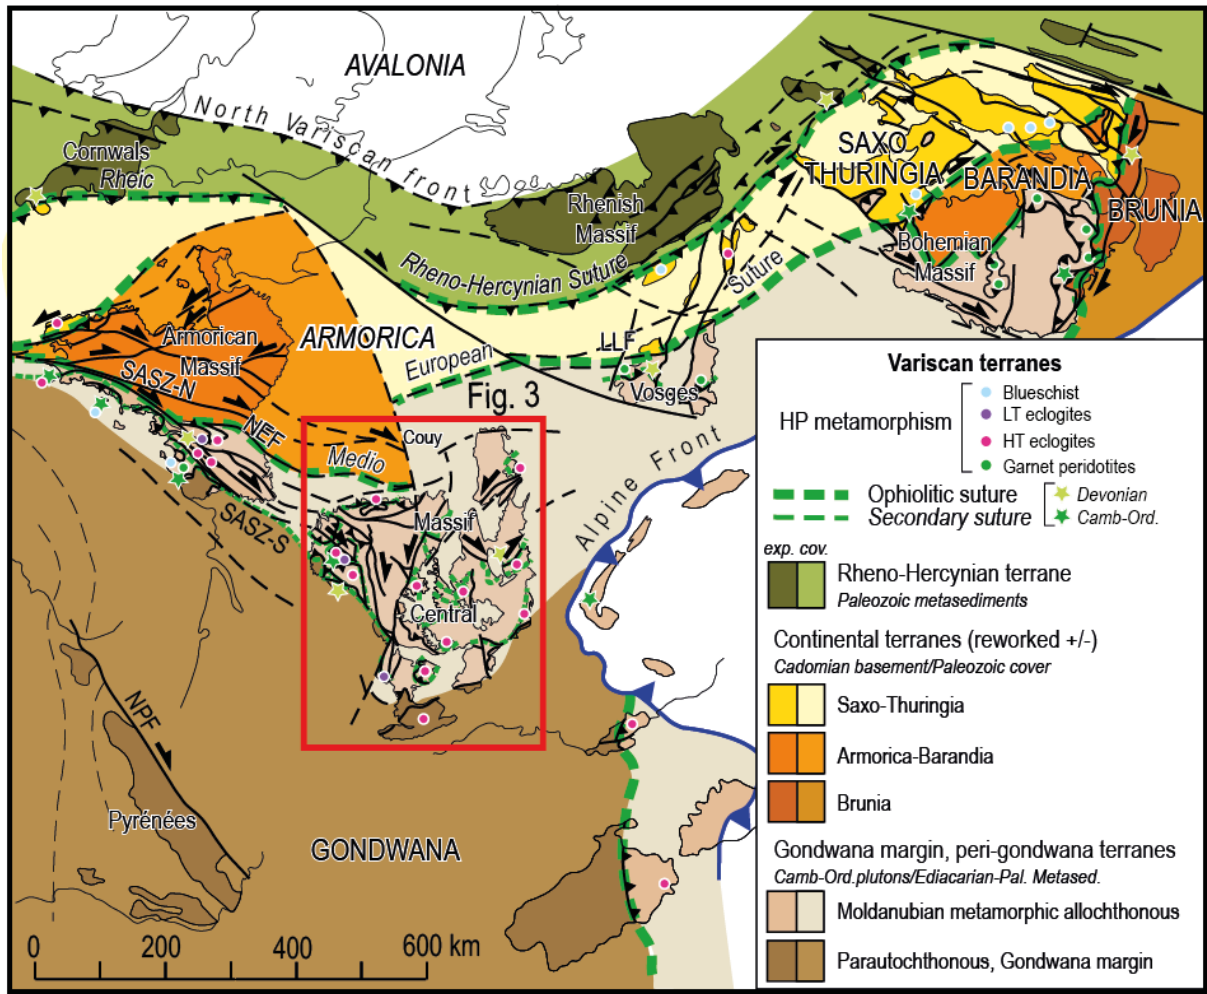 AVALONIA
North Variscan front
Cornwals
Rheic
Rhenish
Massif
SAXO
THURINGIA
BARANDIA
BRUNIA
Bohemian
Massif
Rheno-Hercynian Suture
Suture
Armorican
Massif
ARMORICA
European
LLF
Vosges
SASZ-N
NEF
Fig. 3
Couy
Medio
Massif
Central
SASZ-S
Alpine Front
NPF
Pyrénées
GONDWANA
0 200 400 600 km
Variscan terranes
HP metamorphism
Blueschist
LT eclogites
HT eclogites
Garnet peridotites
Ophiolitic suture
Secondary suture
Devonian
Camb-Ord.
exp. cov.
Rheno-Hercynian terrane
Paleozoic metasediments
Continental terranes (reworked +/-)
Cadomian basement/Paleozoic cover
Saxo-Thuringia
Armorica-Barandia
Brunia
Gondwana margin, peri-gondwana terranes
Camb-Ord.plutons/Ediacarian-Pal. Metased.
Moldanubian metamorphic allochthonous
Parautochthonous, Gondwana margin